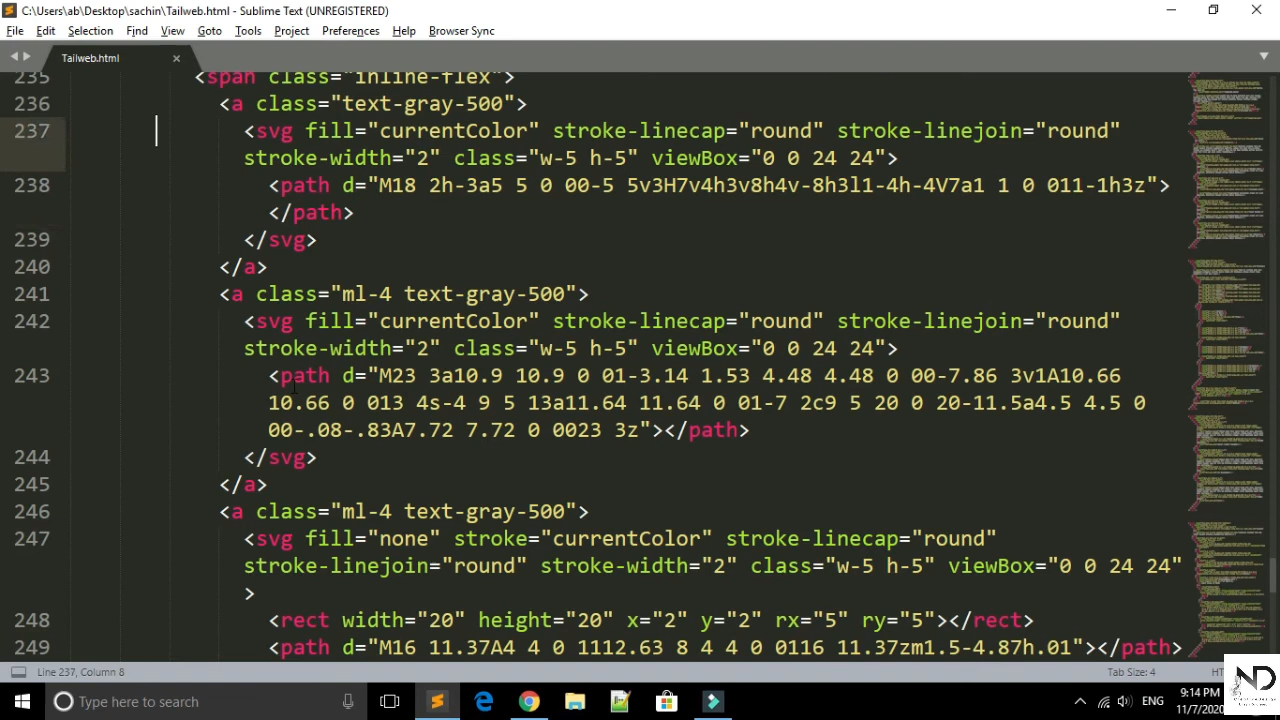 C:\Users\ab\Desktop\sachin\Tailweb.html - Sublime Text (UNREGISTERED)
File Edit Selection Find View Goto Tools Project Preferences Help Browser Sync
Tailweb.html
235 <span class="inline-flex">
236 <a class="text-gray-500">
237 <svg fill="currentColor" stroke-linecap="round" stroke-linejoin="round"
stroke-width="2" class="w-5 h-5" viewBox="0 0 24 24">
238 <path d="M18 2h-3a5 5 0 00-5 5v3H7v4h3v8h4v-8h3l1-4h-4V7a1 1 0 011-1h3z">
</path>
239 </svg>
240 </a>
241 <a class="ml-4 text-gray-500">
242 <svg fill="currentColor" stroke-linecap="round" stroke-linejoin="round"
stroke-width="2" class="w-5 h-5" viewBox="0 0 24 24">
243 <path d="M23 3a10.9 10.9 0 01-3.14 1.53 4.48 4.48 0 00-7.86 3v1A10.66
10.66 0 013 4s-4 9 5 13a11.64 11.64 0 01-7 2c9 5 20 0 20-11.5a4.5 4.5 0
00-.08-.83A7.72 7.72 0 0023 3z"></path>
244 </svg>
245 </a>
246 <a class="ml-4 text-gray-500">
247 <svg fill="none" stroke="currentColor" stroke-linecap="round"
stroke-linejoin="round" stroke-width="2" class="w-5 h-5" viewBox="0 0 24 24"
>
248 <rect width="20" height="20" x="2" y="2" rx="5" ry="5"></rect>
249 <path d="M16 11.37A4 4 0 1112.63 8 4 4 0 0116 11.37zm1.5-4.87h.01"></path>
Line 237, Column 8 Tab Size: 4 HT
Type here to search
ENG
9:14 PM
11/7/2020
ND